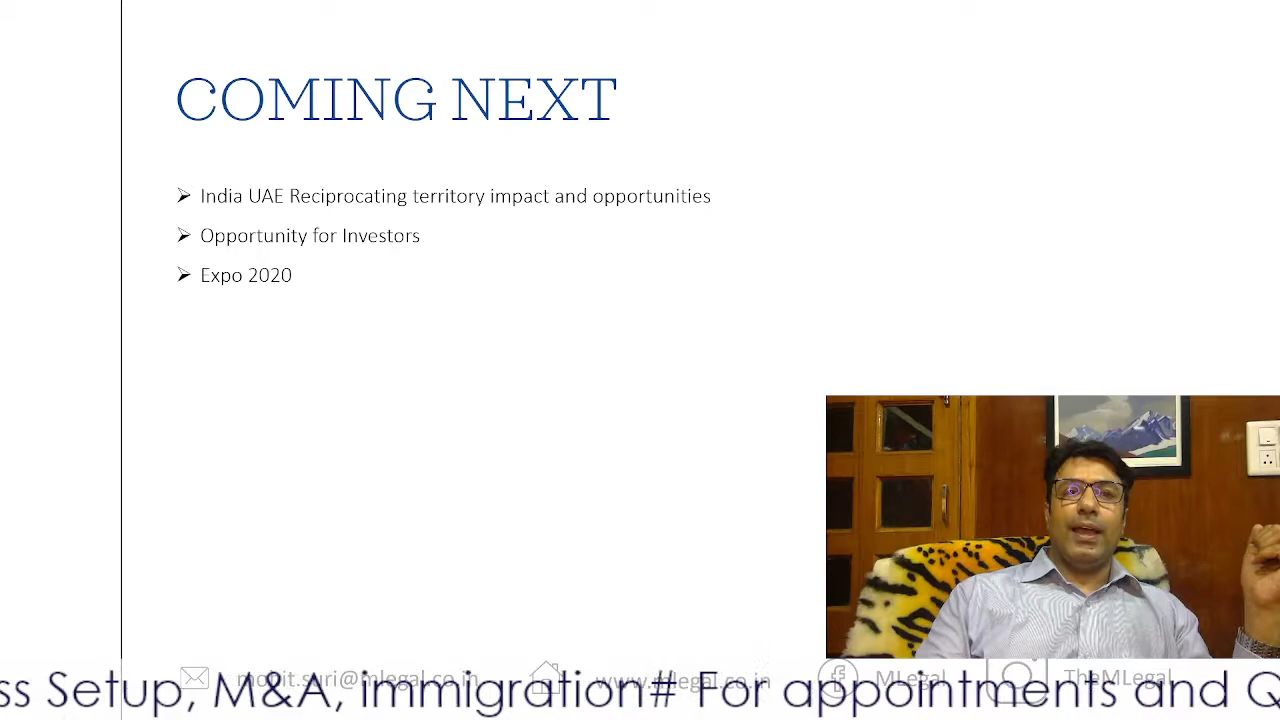 COMING NEXT
India UAE Reciprocating territory impact and opportunities
Opportunity for Investors
Expo 2020
mohit.suri@mlegal.co.in www.mlegal.co.in MLegal TheMLegal
ss Setup, M&A, immigration# For appointments and Q